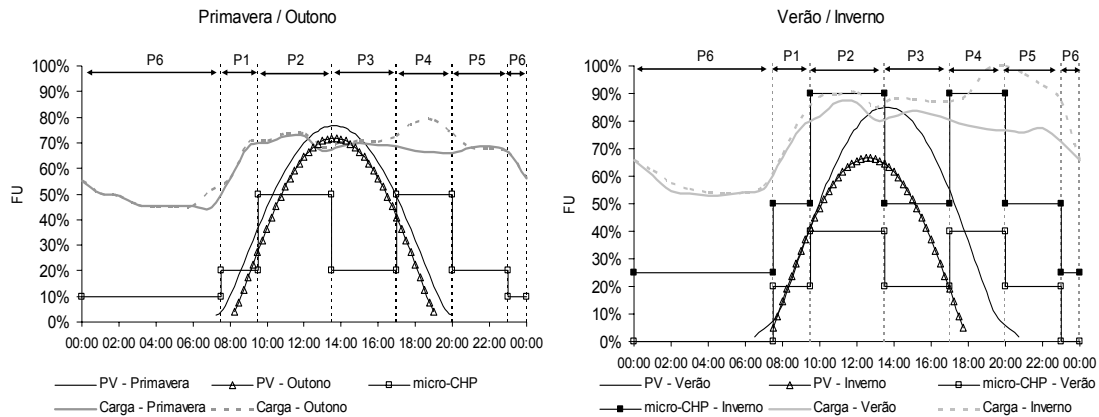 Primavera / Outono
P6 P1 P2 P3 P4 P5 P6
100%
90%
80%
70%
60%
50%
40%
30%
20%
10%
0%
FU
00:00 02:00 04:00 06:00 08:00 10:00 12:00 14:00 16:00 18:00 20:00 22:00 00:00
PV - Primavera PV - Outono micro-CHP
Carga - Primavera Carga - Outono
Verão / Inverno
P6 P1 P2 P3 P4 P5 P6
100%
90%
80%
70%
60%
50%
40%
30%
20%
10%
0%
FU
00:00 02:00 04:00 06:00 08:00 10:00 12:00 14:00 16:00 18:00 20:00 22:00 00:00
PV - Verão PV - Inverno micro-CHP - Verão
micro-CHP - Inverno Carga - Verão Carga - Inverno